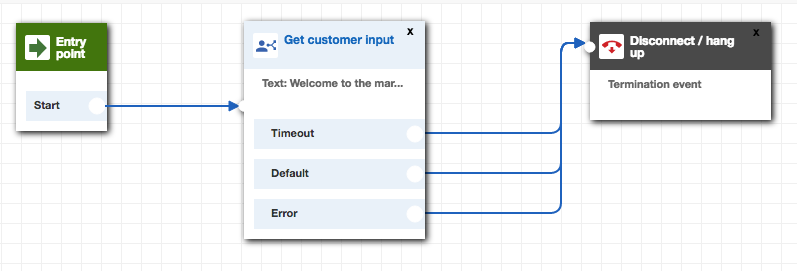 Entry
point
Start
Get customer input
x
Text: Welcome to the mar...
Timeout
Default
Error
Disconnect / hang
up
x
Termination event